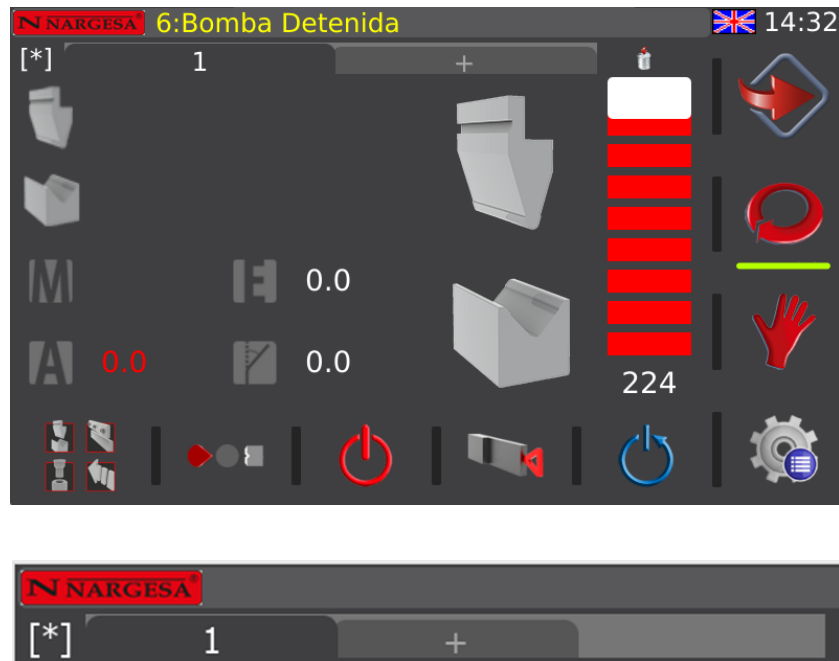 N NARGESA® 6:Bomba Detenida 14:32
[*] 1 +
M E 0.0
A 0.0 0.0
224
N NARGESA®
[*] 1 +